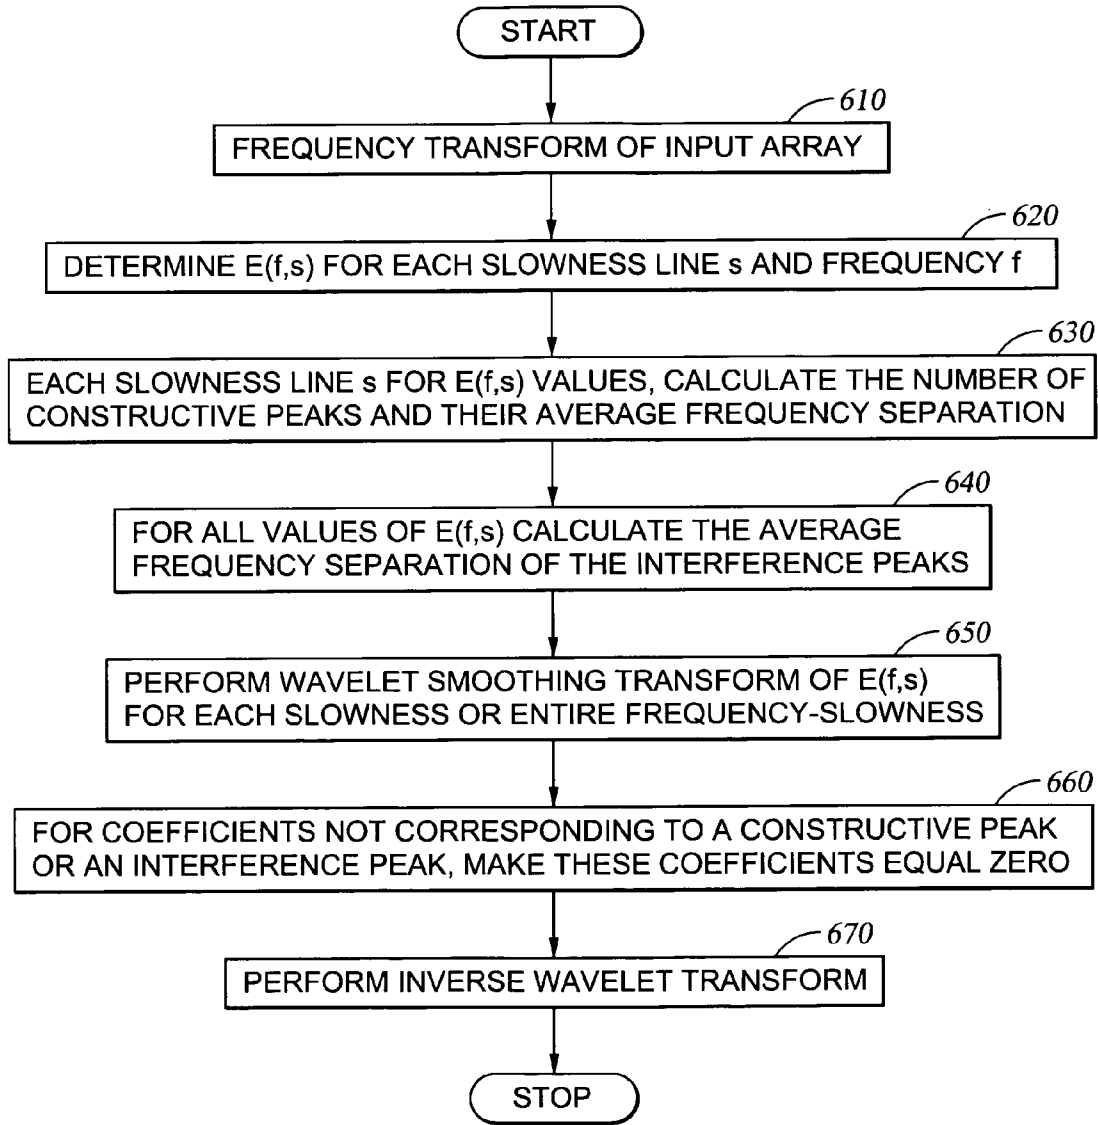 START
610
FREQUENCY TRANSFORM OF INPUT ARRAY
620
DETERMINE E(f,s) FOR EACH SLOWNESS LINE s AND FREQUENCY f
630
EACH SLOWNESS LINE s FOR E(f,s) VALUES, CALCULATE THE NUMBER OF
CONSTRUCTIVE PEAKS AND THEIR AVERAGE FREQUENCY SEPARATION
640
FOR ALL VALUES OF E(f,s) CALCULATE THE AVERAGE
FREQUENCY SEPARATION OF THE INTERFERENCE PEAKS
650
PERFORM WAVELET SMOOTHING TRANSFORM OF E(f,s)
FOR EACH SLOWNESS OR ENTIRE FREQUENCY-SLOWNESS
660
FOR COEFFICIENTS NOT CORRESPONDING TO A CONSTRUCTIVE PEAK
OR AN INTERFERENCE PEAK, MAKE THESE COEFFICIENTS EQUAL ZERO
670
PERFORM INVERSE WAVELET TRANSFORM
STOP